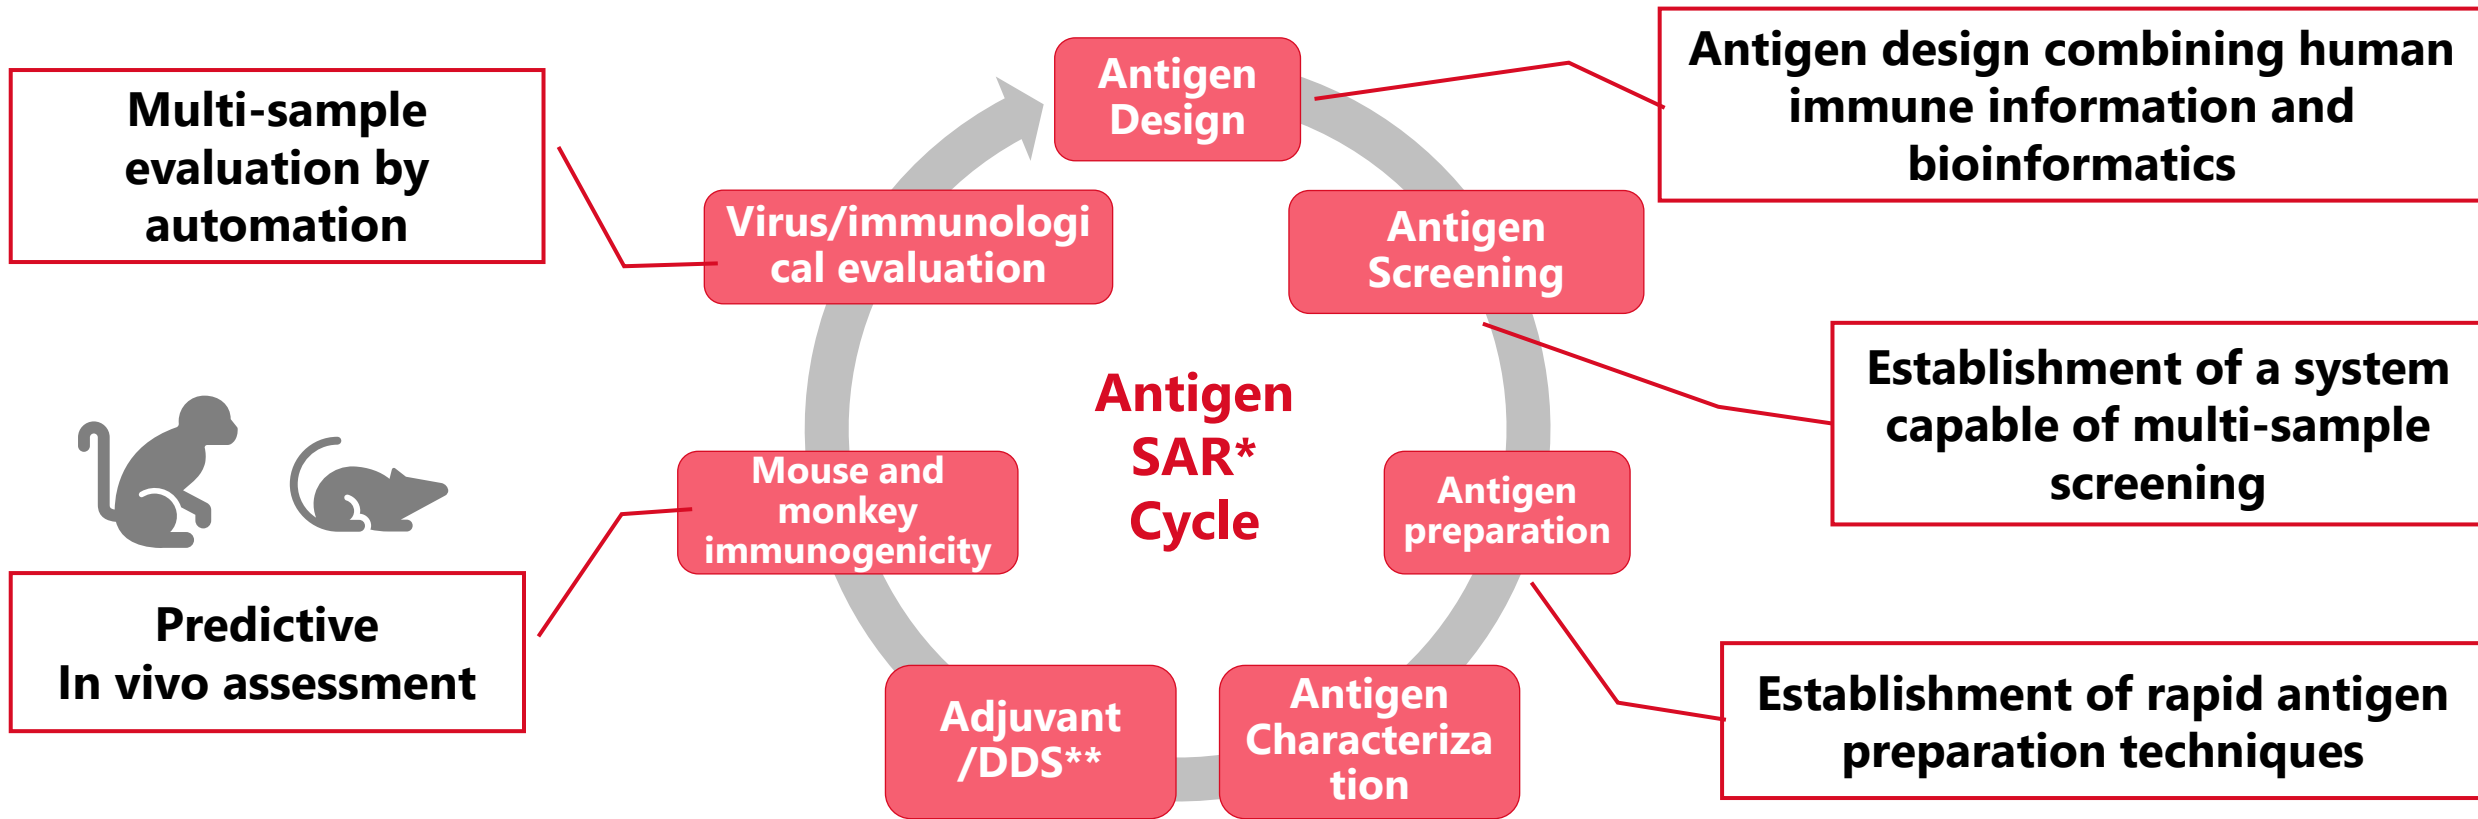 Antigen
Design
Antigen design combining human
immune information and
bioinformatics
Multi-sample
evaluation by
automation
Virus/immunologi
cal evaluation
Antigen
Screening
Antigen
SAR*
Cycle
Establishment of a system
capable of multi-sample
screening
Mouse and
monkey
immunogenicity
Antigen
preparation
Predictive
In vivo assessment
Adjuvant
/DDS**
Antigen
Characteriza
tion
Establishment of rapid antigen
preparation techniques